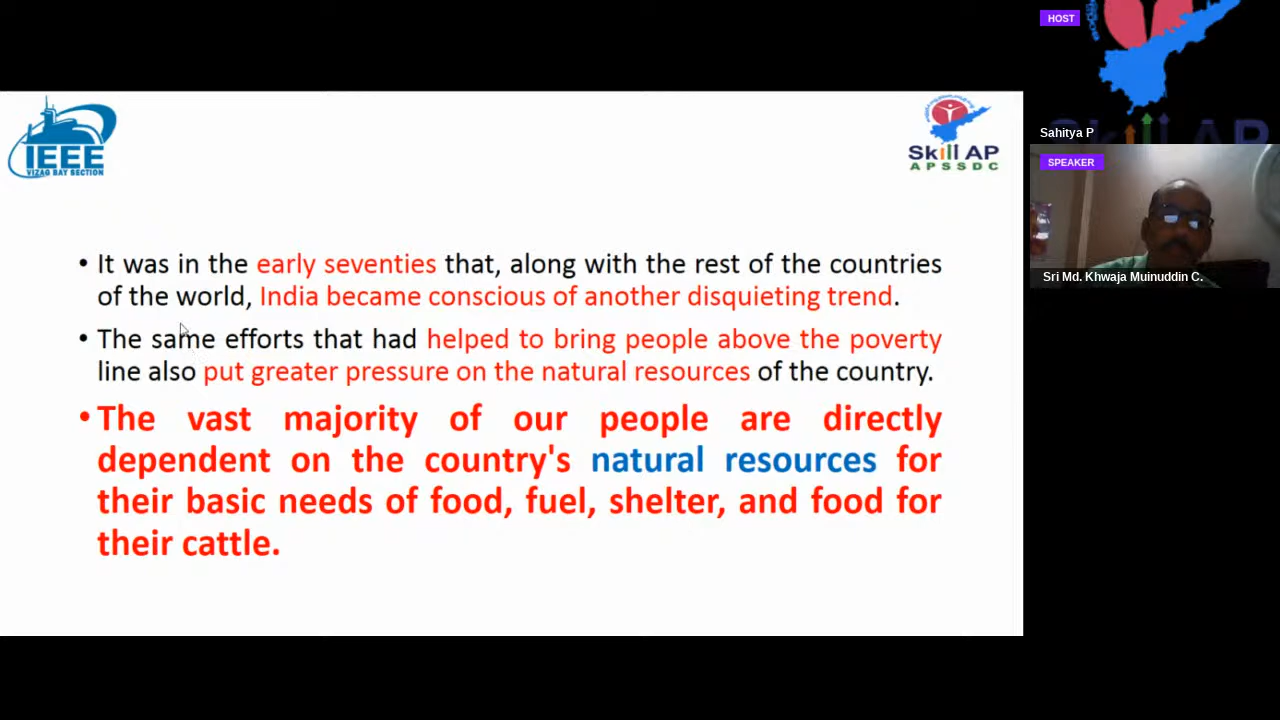 HOST
Skill AP
Sahitya P
SPEAKER
Sri Md. Khwaja Muinuddin C.
IEEE
VIZAG BAY SECTION
Skill AP
APSSDC
• It was in the early seventies that, along with the rest of the countries
of the world, India became conscious of another disquieting trend.
• The same efforts that had helped to bring people above the poverty
line also put greater pressure on the natural resources of the country.
• The vast majority of our people are directly
dependent on the country's natural resources for
their basic needs of food, fuel, shelter, and food for
their cattle.